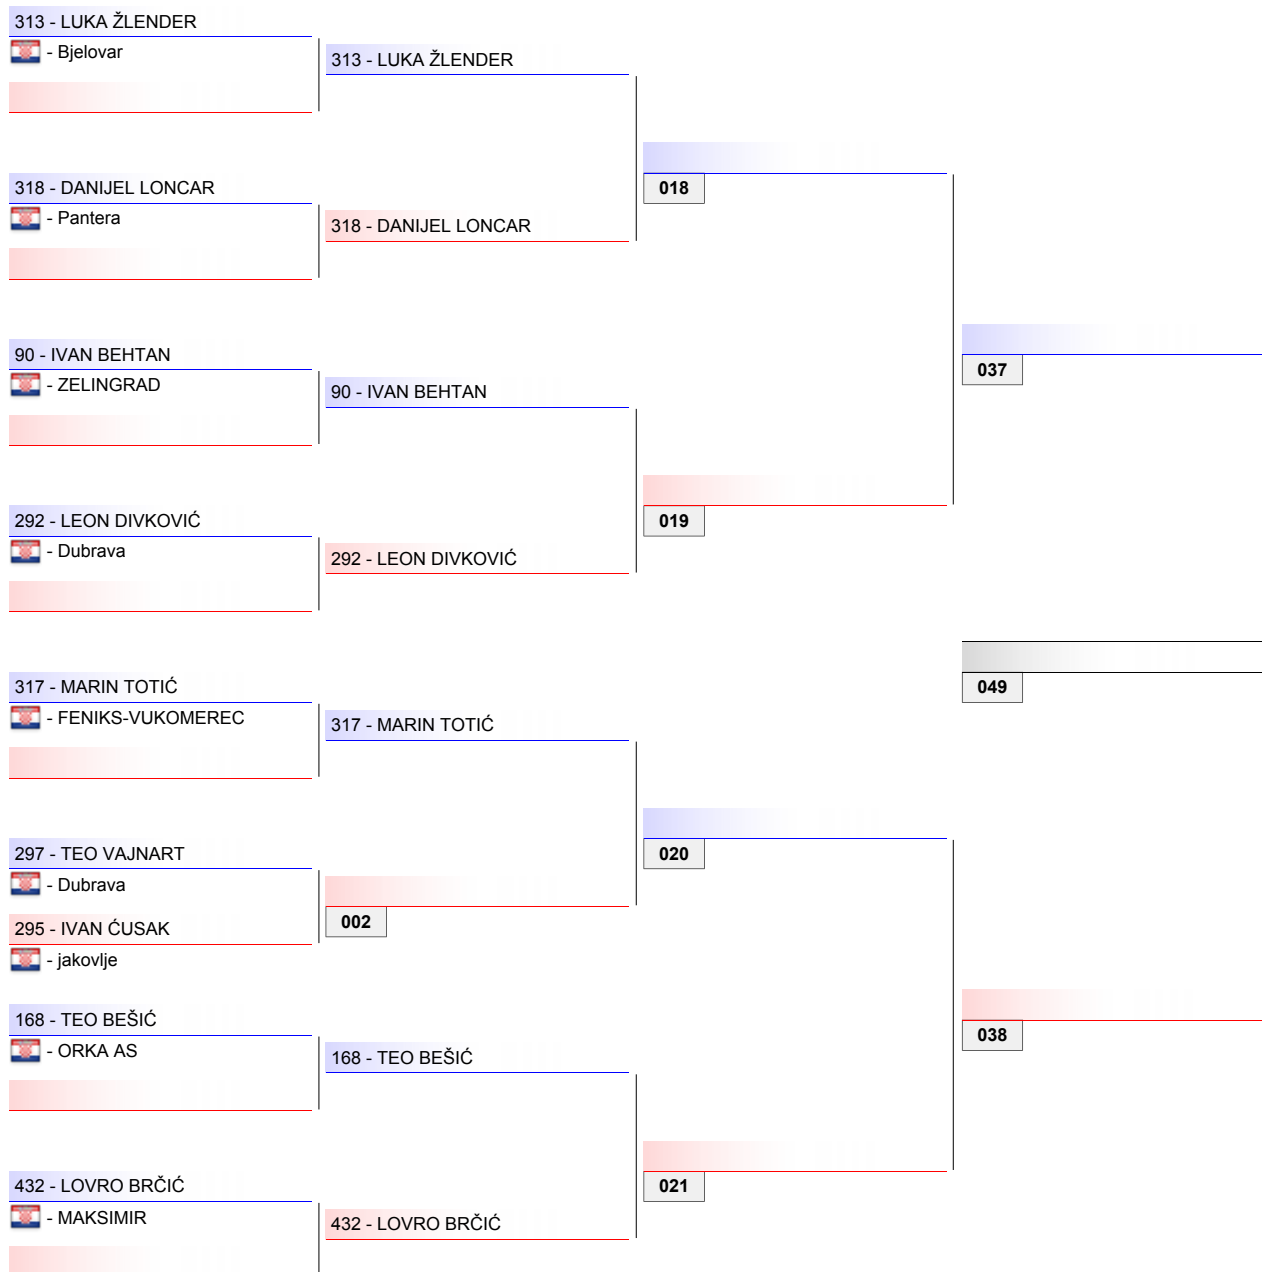 313 - LUKA ŽLENDER
- Bjelovar
313 - LUKA ŽLENDER
318 - DANIJEL LONCAR
- Pantera
318 - DANIJEL LONCAR
018
90 - IVAN BEHTAN
- ZELINGRAD
90 - IVAN BEHTAN
037
292 - LEON DIVKOVIĆ
- Dubrava
292 - LEON DIVKOVIĆ
019
317 - MARIN TOTIĆ
- FENIKS-VUKOMEREC
317 - MARIN TOTIĆ
049
297 - TEO VAJNART
- Dubrava
295 - IVAN ĆUSAK
- jakovlje
002
020
168 - TEO BEŠIĆ
- ORKA AS
168 - TEO BEŠIĆ
038
432 - LOVRO BRČIĆ
- MAKSIMIR
432 - LOVRO BRČIĆ
021